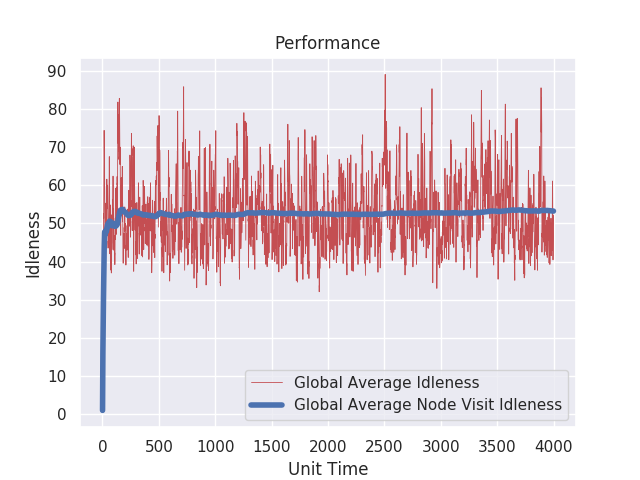 Performance
90
80
70
60
50
40
30
20
10
0
Idleness
Global Average Idleness
Global Average Node Visit Idleness
0 500 1000 1500 2000 2500 3000 3500 4000
Unit Time